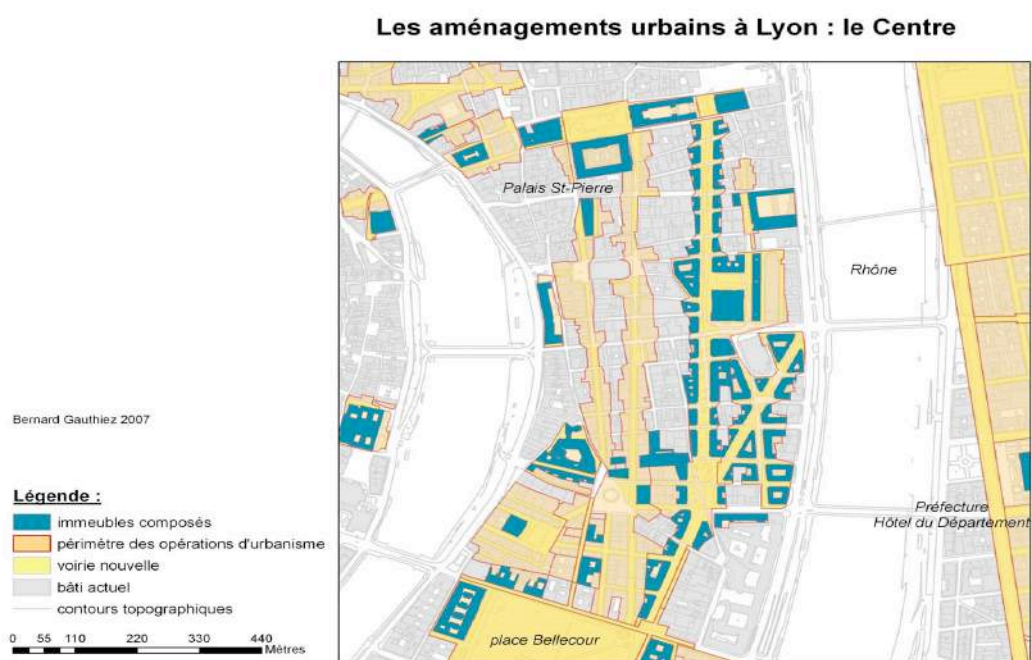 Les aménagements urbains à Lyon : le Centre
Palais St-Pierre
Rhône
Bernard Gauthiez 2007
Légende :
immeubles composés
périmètre des opérations d'urbanisme
voirie nouvelle
bâti actuel
contours topographiques
0 55 110 220 330 440
Mètres
Préfecture
Hôtel du Département
place Bellecour